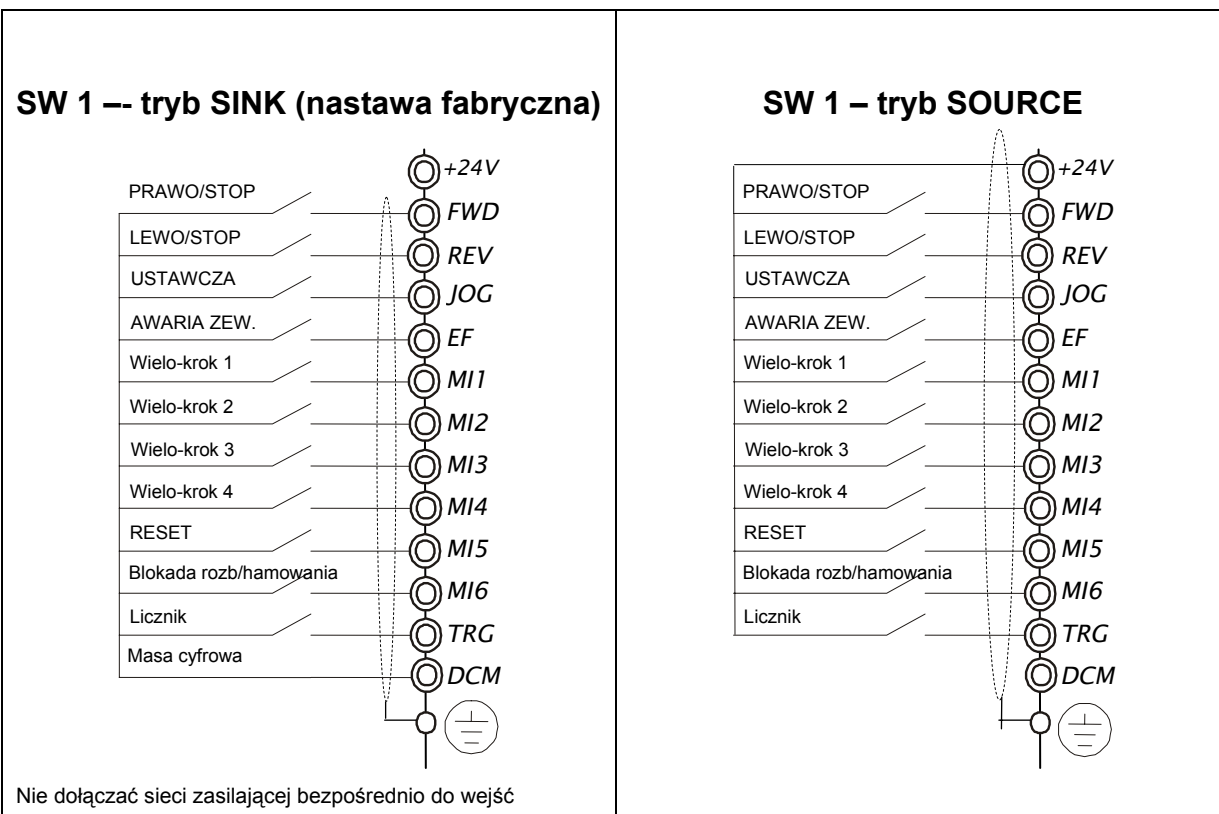 SW 1 –- tryb SINK (nastawa fabryczna)
+24V
PRAWO/STOP
FWD
LEWO/STOP
REV
USTAWCZA
JOG
AWARIA ZEW.
EF
Wielo-krok 1
MI1
Wielo-krok 2
MI2
Wielo-krok 3
MI3
Wielo-krok 4
MI4
RESET
MI5
Blokada rozb/hamowania
MI6
Licznik
TRG
Masa cyfrowa
DCM
Nie dołączać sieci zasilającej bezpośrednio do wejść
SW 1 – tryb SOURCE
+24V
PRAWO/STOP
FWD
LEWO/STOP
REV
USTAWCZA
JOG
AWARIA ZEW.
EF
Wielo-krok 1
MI1
Wielo-krok 2
MI2
Wielo-krok 3
MI3
Wielo-krok 4
MI4
RESET
MI5
Blokada rozb/hamowania
MI6
Licznik
TRG
DCM